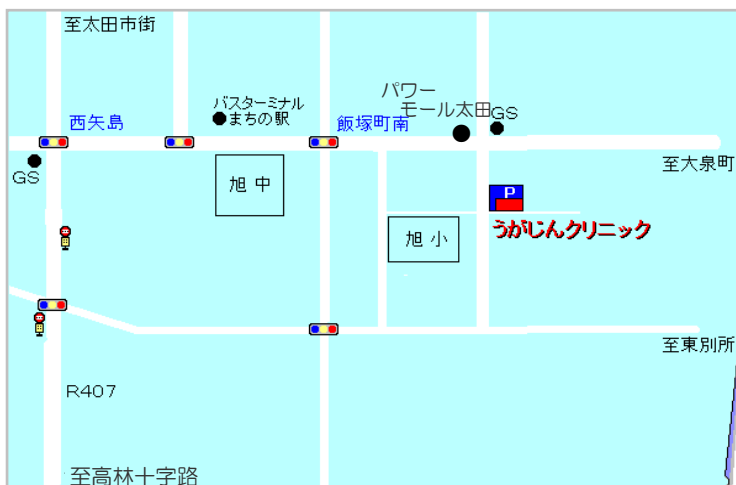 至太田市街
パワー
モール太田
バスターミナル
まちの駅
西矢島
飯塚町南
GS
至大泉町
GS
旭中
P
うがじんクリニック
旭小
至東別所
R407
至高林十字路